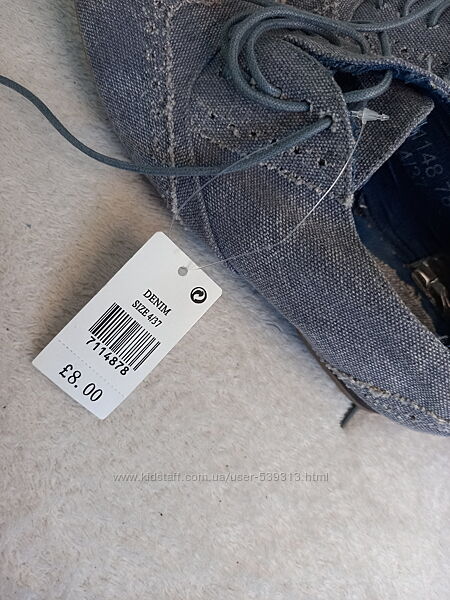 DENIM
SIZE 4/37
7114878
£8.00
www.kidstaff.com.ua/user-539313.html